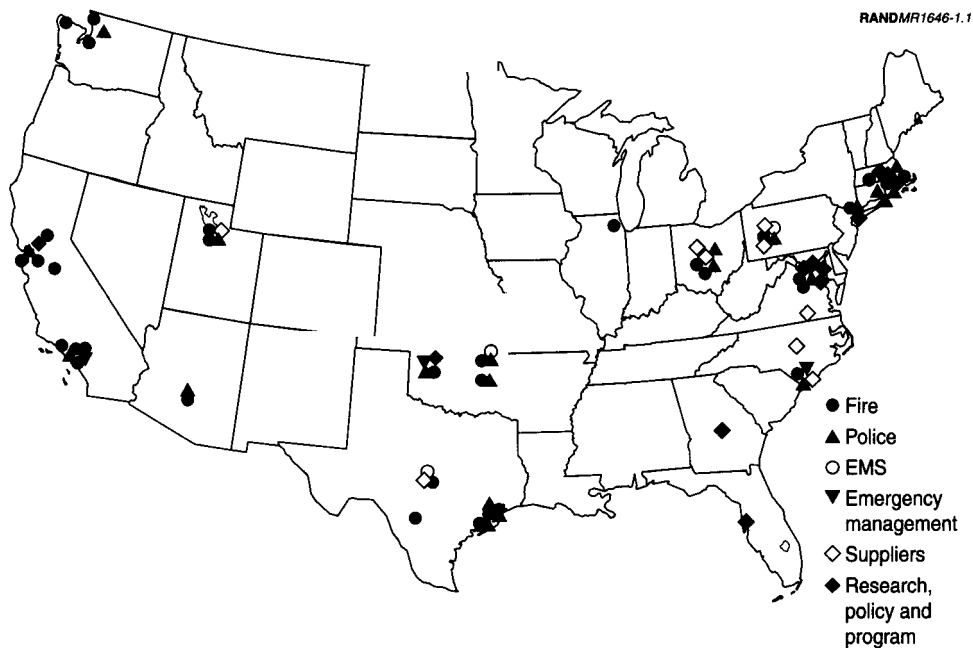 RANDMR1646-1.1
Fire
Police
EMS
Emergency
management
Suppliers
Research,
policy and
program